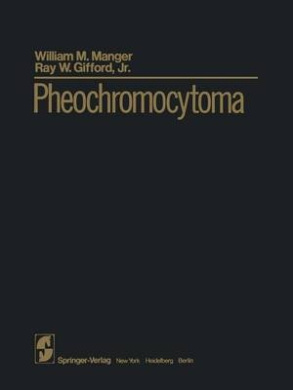 William M. Manger
Ray W. Gifford, Jr.
Pheochromocytoma
Springer-Verlag New York Heidelberg Berlin